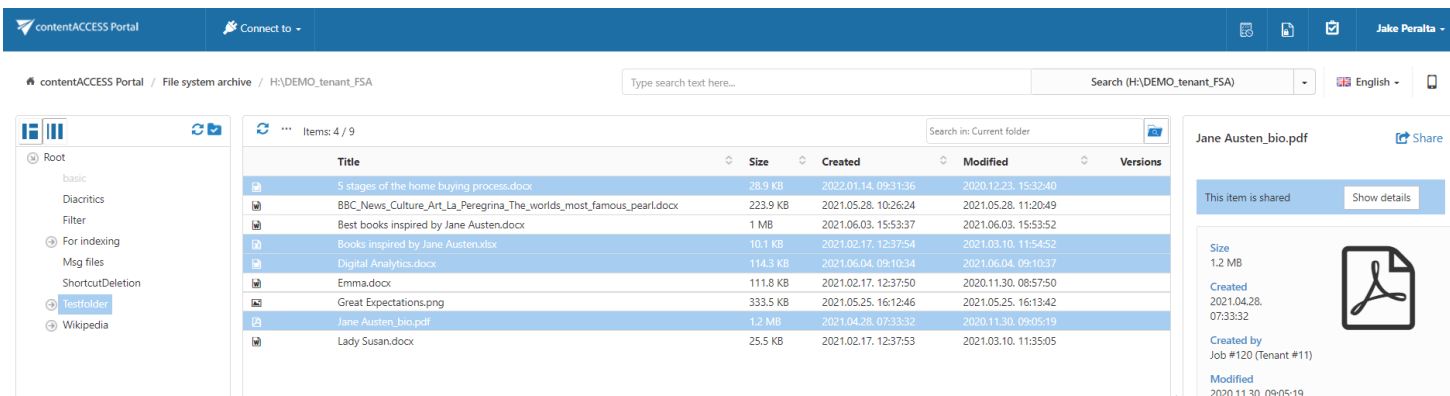 contentACCESS Portal Connect to Jake Peralta
contentACCESS Portal / File system archive / H:\DEMO_tenant_FSA Type search text here... Search (H:\DEMO_tenant_FSA) English
Root
basic
Diacritics
Filter
For indexing
Msg files
ShortcutDeletion
Testfolder
Wikipedia
... Items: 4 / 9 Search in: Current folder
Title Size Created Modified Versions
5 stages of the home buying process.docx 28.9 KB 2022.01.14. 09:31:36 2020.12.23. 15:32:40
BBC_News_Culture_Art_La_Peregrina_The_worlds_most_famous_pearl.docx 223.9 KB 2021.05.28. 10:26:24 2021.05.28. 11:20:49
Best books inspired by Jane Austen.docx 1 MB 2021.06.03. 15:53:37 2021.06.03. 15:53:52
Books inspired by Jane Austen.xlsx 10.1 KB 2021.02.17. 12:37:54 2021.03.10. 11:54:52
Digital Analytics.docx 114.3 KB 2021.06.04. 09:10:34 2021.06.04. 09:10:37
Emma.docx 111.8 KB 2021.02.17. 12:37:50 2020.11.30. 08:57:50
Great Expectations.png 333.5 KB 2021.05.25. 16:12:46 2021.05.25. 16:13:42
Jane Austen_bio.pdf 1.2 MB 2021.04.28. 07:33:32 2020.11.30. 09:05:19
Lady Susan.docx 25.5 KB 2021.02.17. 12:37:53 2021.03.10. 11:35:05
Jane Austen_bio.pdf Share
This item is shared Show details
Size
1.2 MB
Created
2021.04.28.
07:33:32
Created by
Job #120 (Tenant #11)
Modified
2020.11.30. 09:05:19